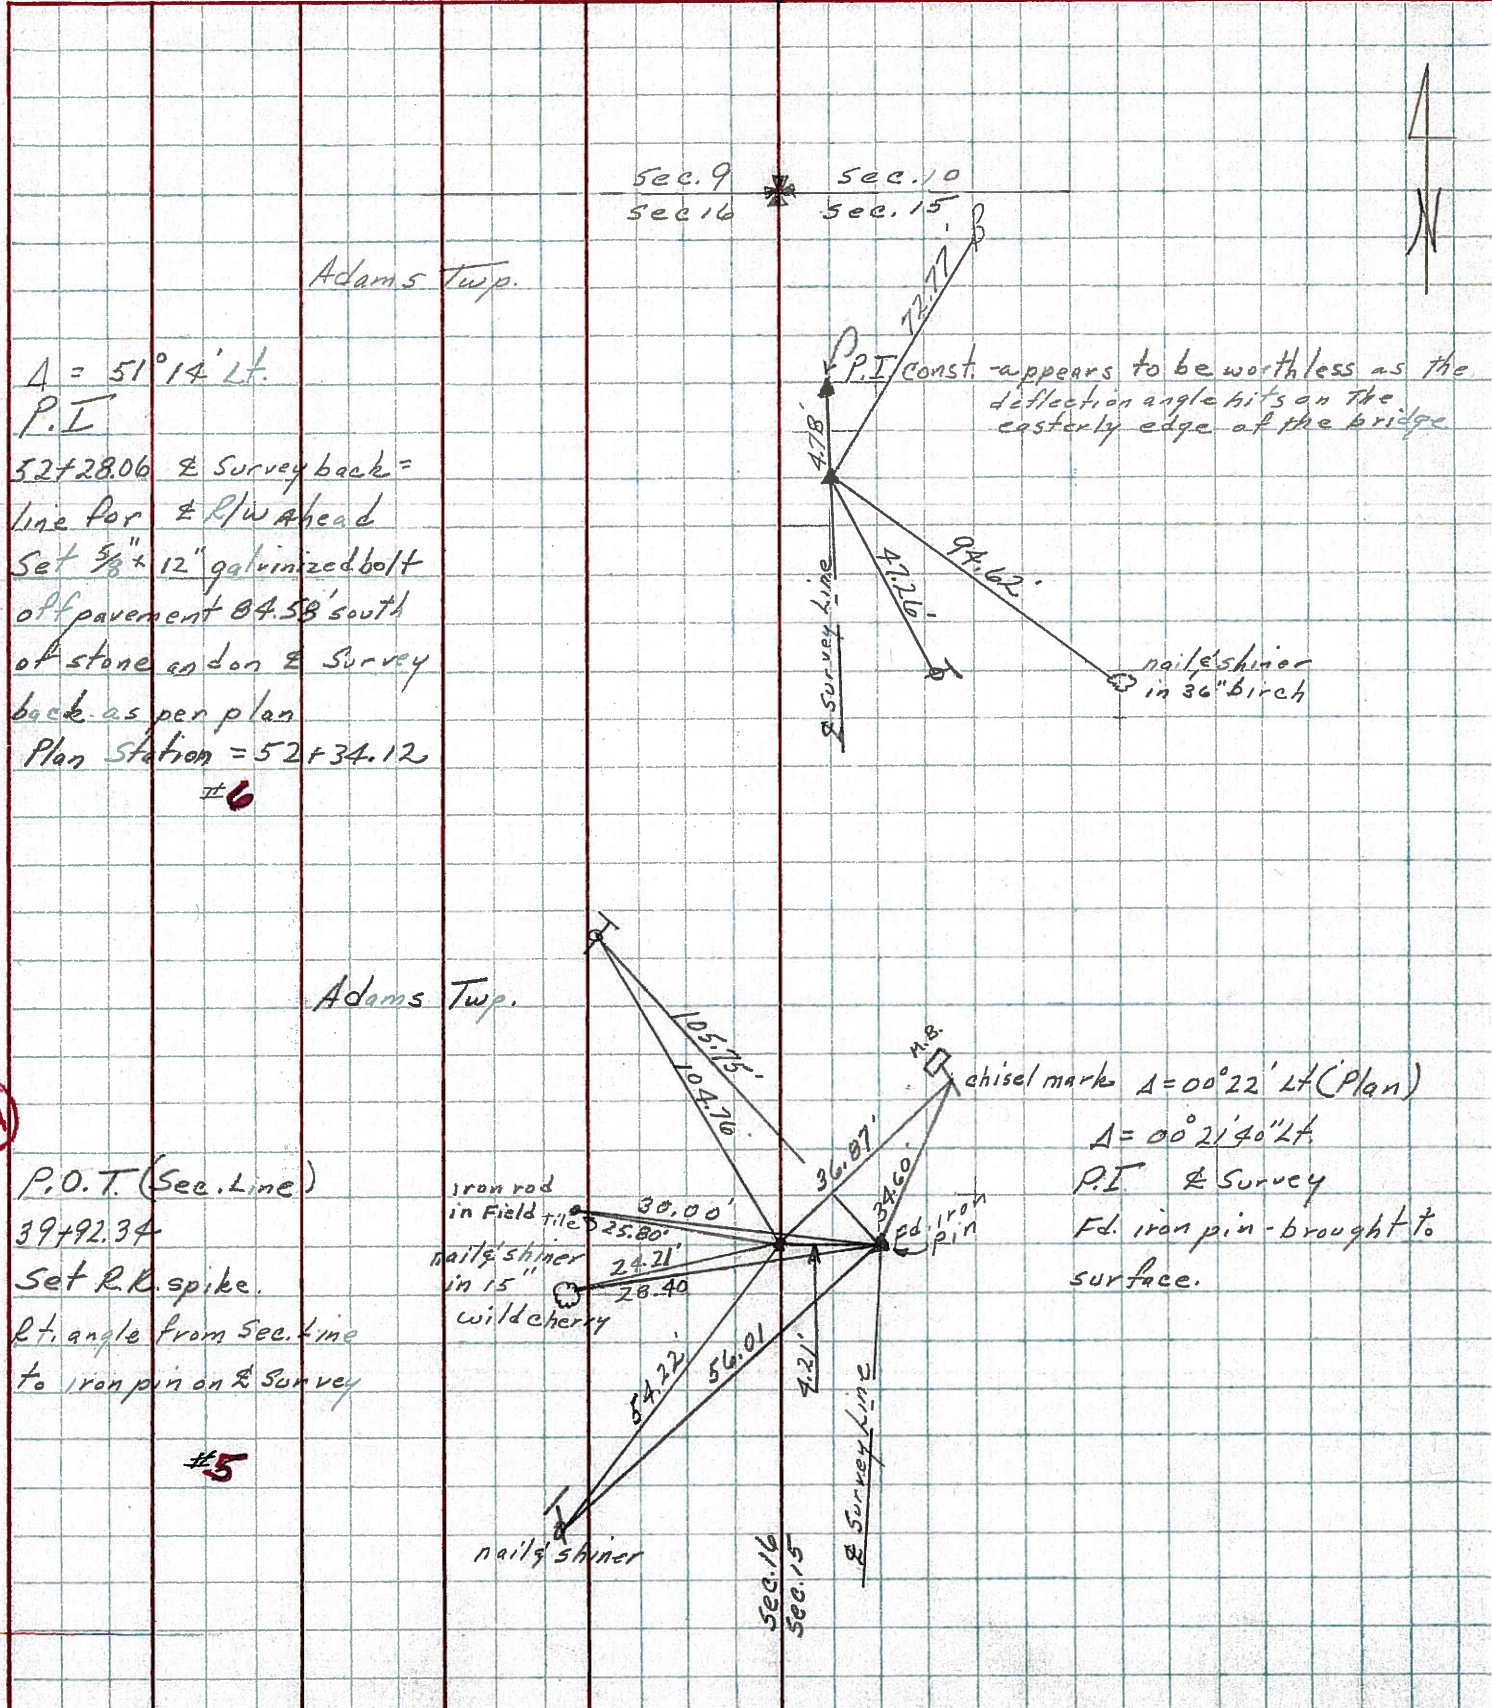 Sec. 9
Sec. 10
Sec 16
Sec. 15
N
Adams Twp.
72.77'
Δ = 51°14' Lt.
P.I
52+28.06 ℄ Survey back =
line for ℄ R/W Ahead
Set 5/8" x 12" galvinized bolt
off pavement 84.58' south
of stone and on ℄ Survey
back as per plan
Plan Station = 52+34.12
#6
P.I const. - appears to be worthless as the
deflection angle hits on the
easterly edge of the bridge
4.78'
47.26'
94.62'
℄ Survey Line
nail & shiner
in 36" birch
Adams Twp.
105.75'
104.76
M.B.
chisel mark
36.87'
34.60'
Δ = 00°22' Lt (Plan)
Δ = 00°21'40" Lt.
P.I ℄ Survey
Fd. iron pin - brought to
surface.
P.O.T. (Sec. Line)
39+92.34
Set R.R. spike.
Rt. angle from Sec. Line
to iron pin on ℄ Survey
#5
iron rod
in Field tile
30.00'
25.80'
nail & shiner
in 15"
wild cherry
24.21'
28.40
Fd. iron
pin
54.22'
56.01
4.21'
℄ Survey Line
nail & shiner
Sec. 16
Sec. 15